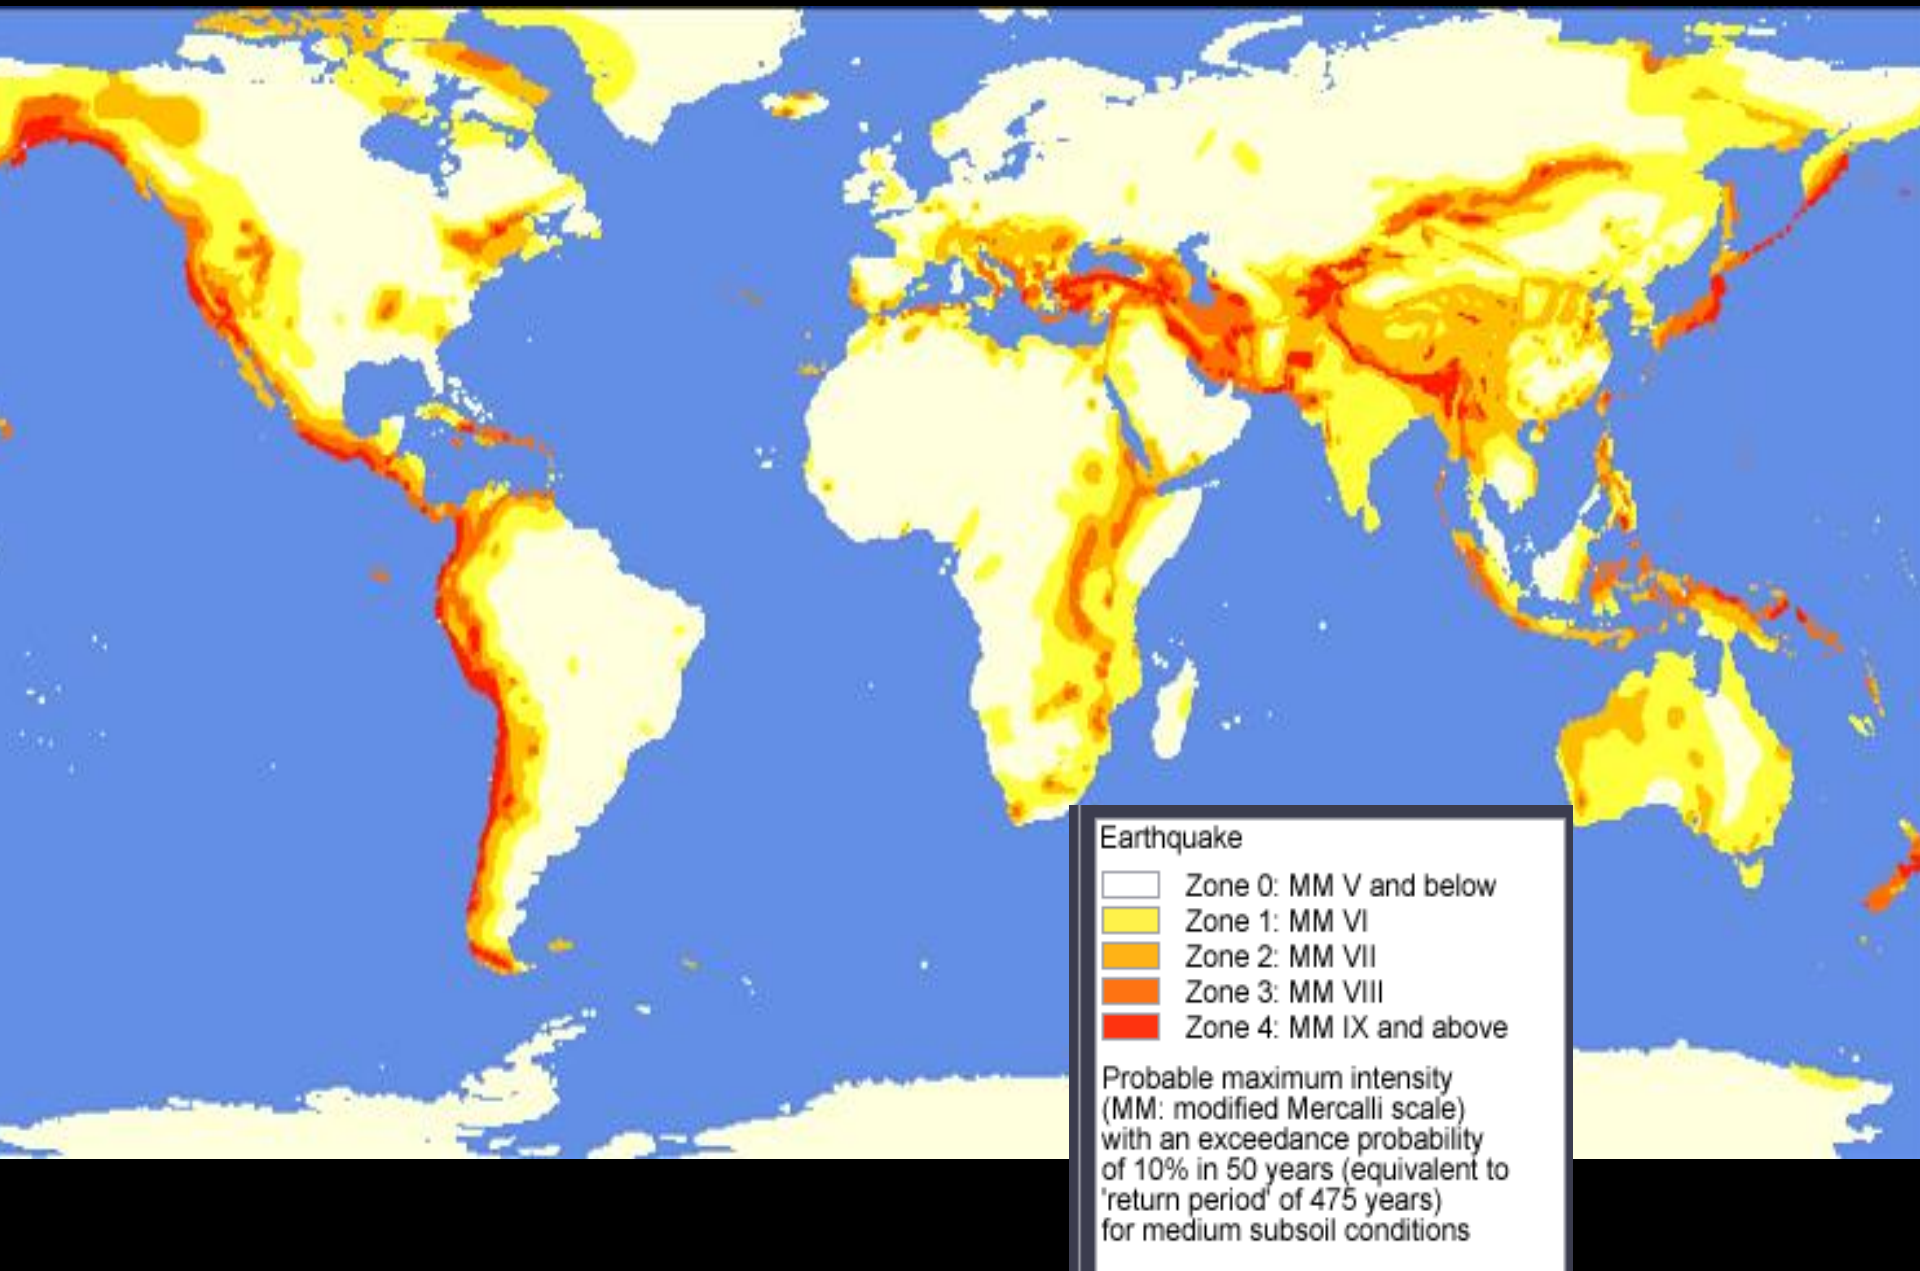 Earthquake
Zone 0: MM V and below
Zone 1: MM VI
Zone 2: MM VII
Zone 3: MM VIII
Zone 4: MM IX and above
Probable maximum intensity
(MM: modified Mercalli scale)
with an exceedance probability
of 10% in 50 years (equivalent to
'return period' of 475 years)
for medium subsoil conditions